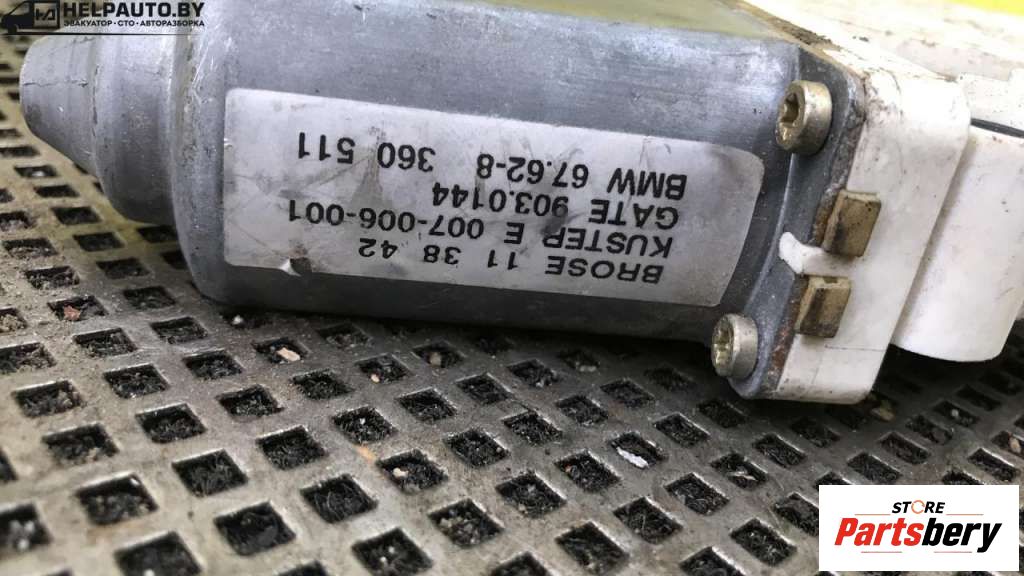 HELPAUTO.BY
ЭВАКУАТОР · СТО · АВТОРАЗБОРКА
BROSE 11 38 42
KUSTER E 007-006-001
GATE 903.0144
BMW 67.62-8 360 511
STORE
Partsbery